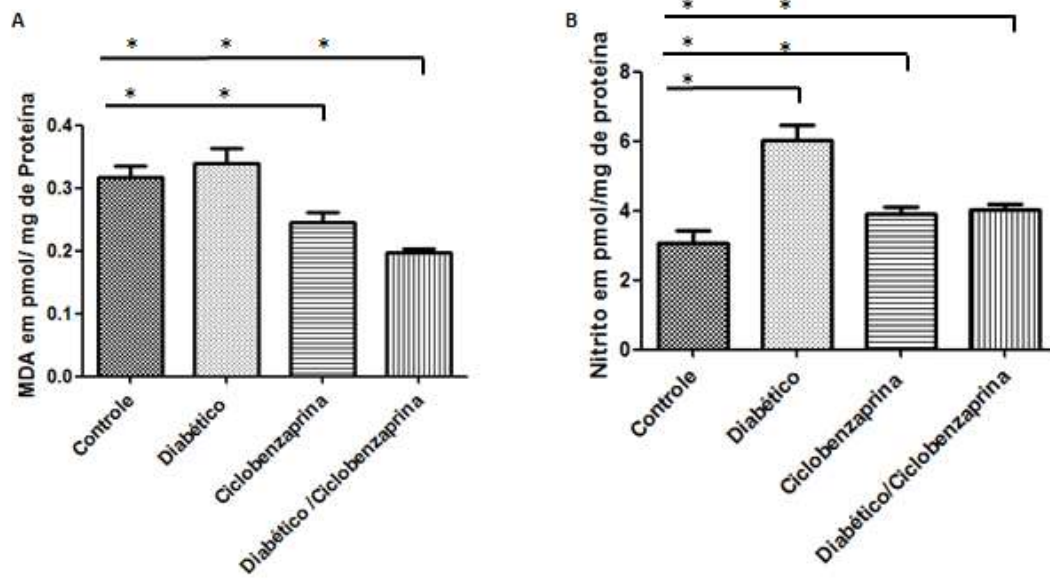 A
* * *
* *
MDA em pmol/ mg de Proteína
0.4
0.3
0.2
0.1
0.0
Controle
Diabético
Ciclobenzaprina
Diabético /Ciclobenzaprina
B
* *
* *
*
Nitrito em pmol/mg de proteína
8
6
4
2
0
Controle
Diabético
Ciclobenzaprina
Diabético/Ciclobenzaprina